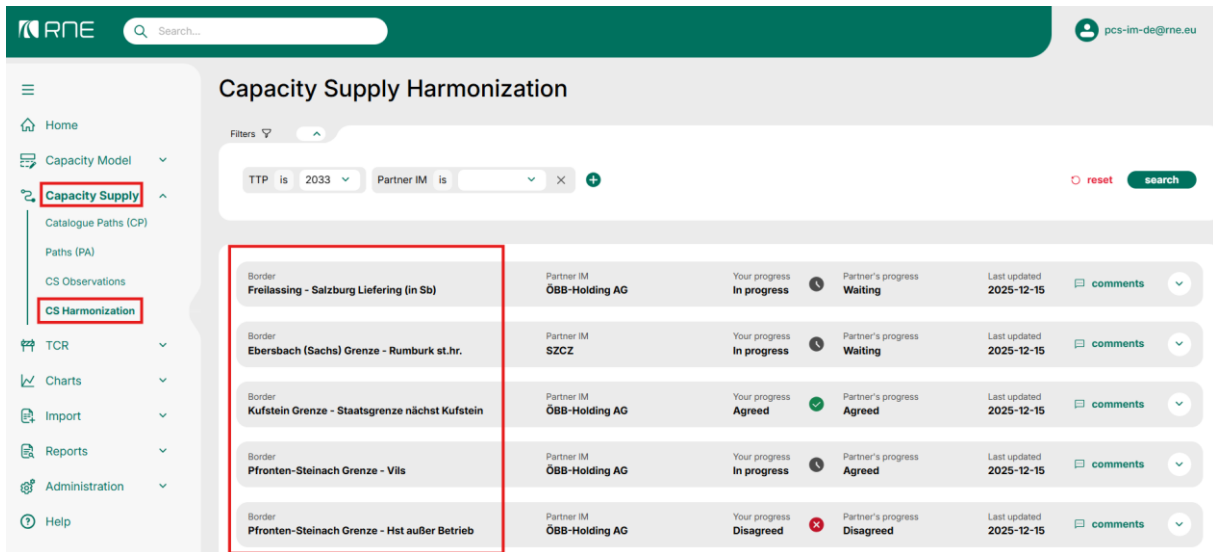 RNE
Search...
pcs-im-de@rne.eu
Home
Capacity Model
Capacity Supply
Catalogue Paths (CP)
Paths (PA)
CS Observations
CS Harmonization
TCR
Charts
Import
Reports
Administration
Help
Capacity Supply Harmonization
Filters
TTP is 2033 Partner IM is reset search
Border Partner IM Your progress Partner's progress Last updated
Freilassing - Salzburg Liefering (in Sb) ÖBB-Holding AG In progress Waiting 2025-12-15 comments
Border Partner IM Your progress Partner's progress Last updated
Ebersbach (Sachs) Grenze - Rumburk st.hr. SZCZ In progress Waiting 2025-12-15 comments
Border Partner IM Your progress Partner's progress Last updated
Kufstein Grenze - Staatsgrenze nächst Kufstein ÖBB-Holding AG Agreed Agreed 2025-12-15 comments
Border Partner IM Your progress Partner's progress Last updated
Pfronten-Steinach Grenze - Vils ÖBB-Holding AG In progress Agreed 2025-12-15 comments
Border Partner IM Your progress Partner's progress Last updated
Pfronten-Steinach Grenze - Hst außer Betrieb ÖBB-Holding AG Disagreed Disagreed 2025-12-15 comments